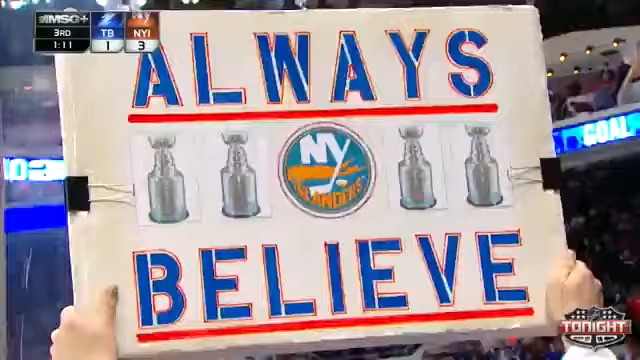 MSG+
3RD
TB
NYI
1:11
1
3
ALWAYS
NY
ISLANDERS
BELIEVE
GOAL
TONIGHT